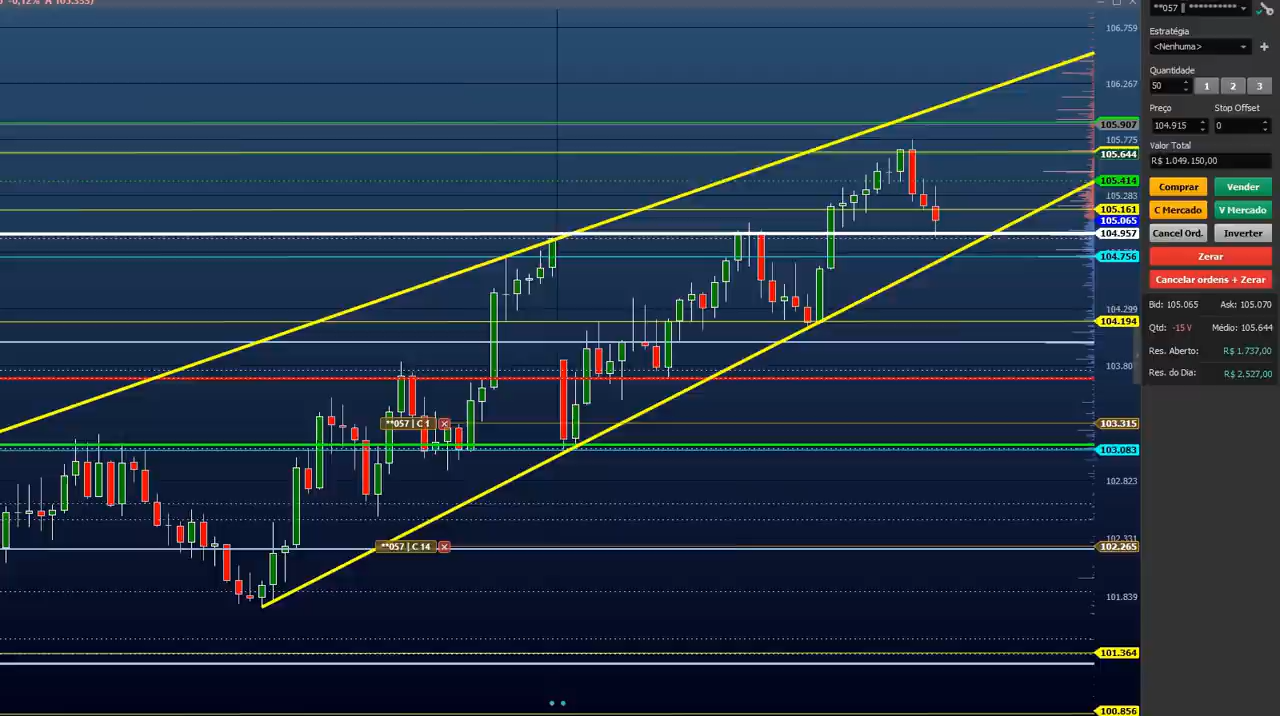 -0,12% A 105.355)
**057 | **********
Estratégia
<Nenhuma>
Quantidade
50 1 2 3
Preço Stop Offset
104.915 0
Valor Total
R$ 1.049.150,00
Comprar Vender
C Mercado V Mercado
Cancel Ord. Inverter
Zerar
Cancelar ordens + Zerar
Bid: 105.065 Ask: 105.070
Qtd: -15 V Médio: 105.644
Res. Aberto: R$ 1.737,00
Res. do Dia: R$ 2.527,00
106.759
106.267
105.907
105.775
105.644
105.414
105.283
105.161
105.065
104.957
104.756
104.299
104.194
103.80
**057 | C 1
103.315
103.083
102.823
102.331
**057 | C 14
102.265
101.839
101.364
100.856